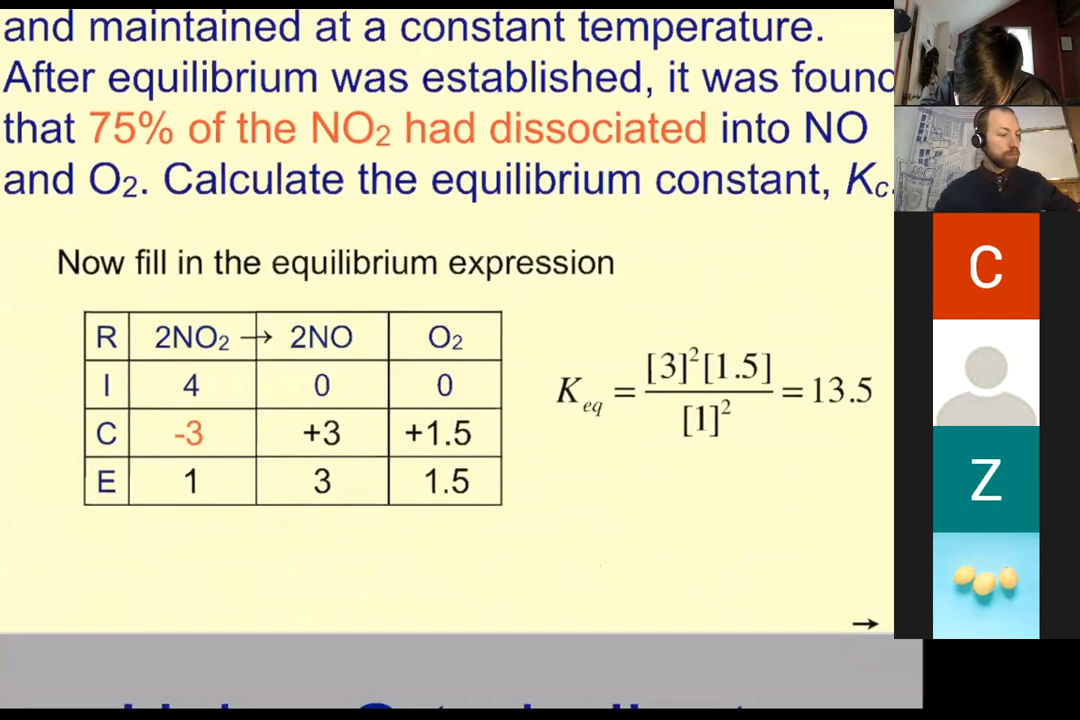 and maintained at a constant temperature.
After equilibrium was established, it was found
that 75% of the NO₂ had dissociated into NO
and O₂. Calculate the equilibrium constant, Kc.
Now fill in the equilibrium expression
R 2NO₂ → 2NO O₂
I 4 0 0
C -3 +3 +1.5
E 1 3 1.5
Keq = [3]²[1.5] / [1]² = 13.5
→
C
Z